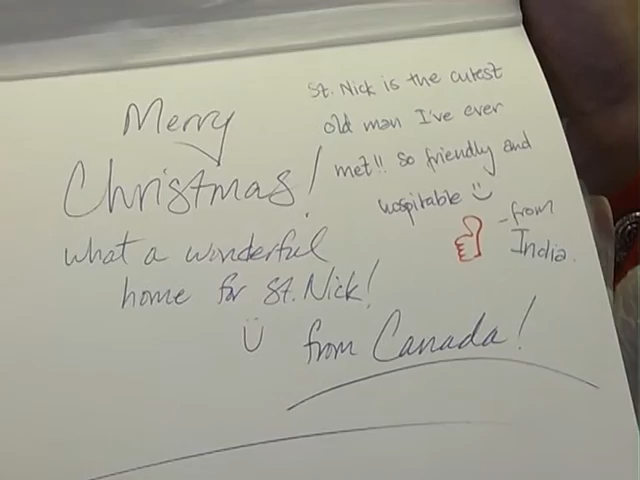 Merry
Christmas!
what a wonderful
home for St. Nick!
from Canada!
St. Nick is the cutest
old man I've ever
met!! so friendly and
hospitable
-from
India.